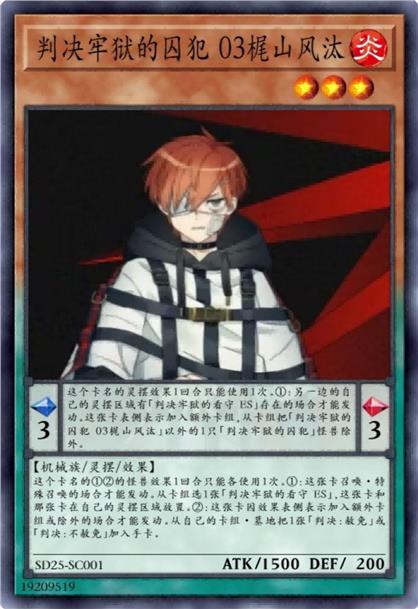 判决牢狱的囚犯 03梶山风汰
炎
这个卡名的灵摆效果1回合只能使用1次。①:另一边的自
己的灵摆区域有「判决牢狱的看守 ES」存在的场合才能发
动。这张卡表侧表示加入额外卡组,从卡组把「判决牢狱的
囚犯 03梶山风汰」以外的1只「判决牢狱的囚犯」怪兽除
外。
3
3
【机械族/灵摆/效果】
这个卡名的①②的怪兽效果1回合只能各使用1次。①:这张卡召唤・特
殊召唤的场合才能发动。从卡组选1张「判决牢狱的看守 ES」,这张卡和
那张卡在自己的灵摆区域放置。②:这张卡因效果表侧表示加入额外卡
组或除外的场合才能发动。从自己的卡组・墓地把1张「判决:赦免」或
「判决:不赦免」加入手卡。
SD25-SC001
ATK/1500 DEF/ 200
19209519